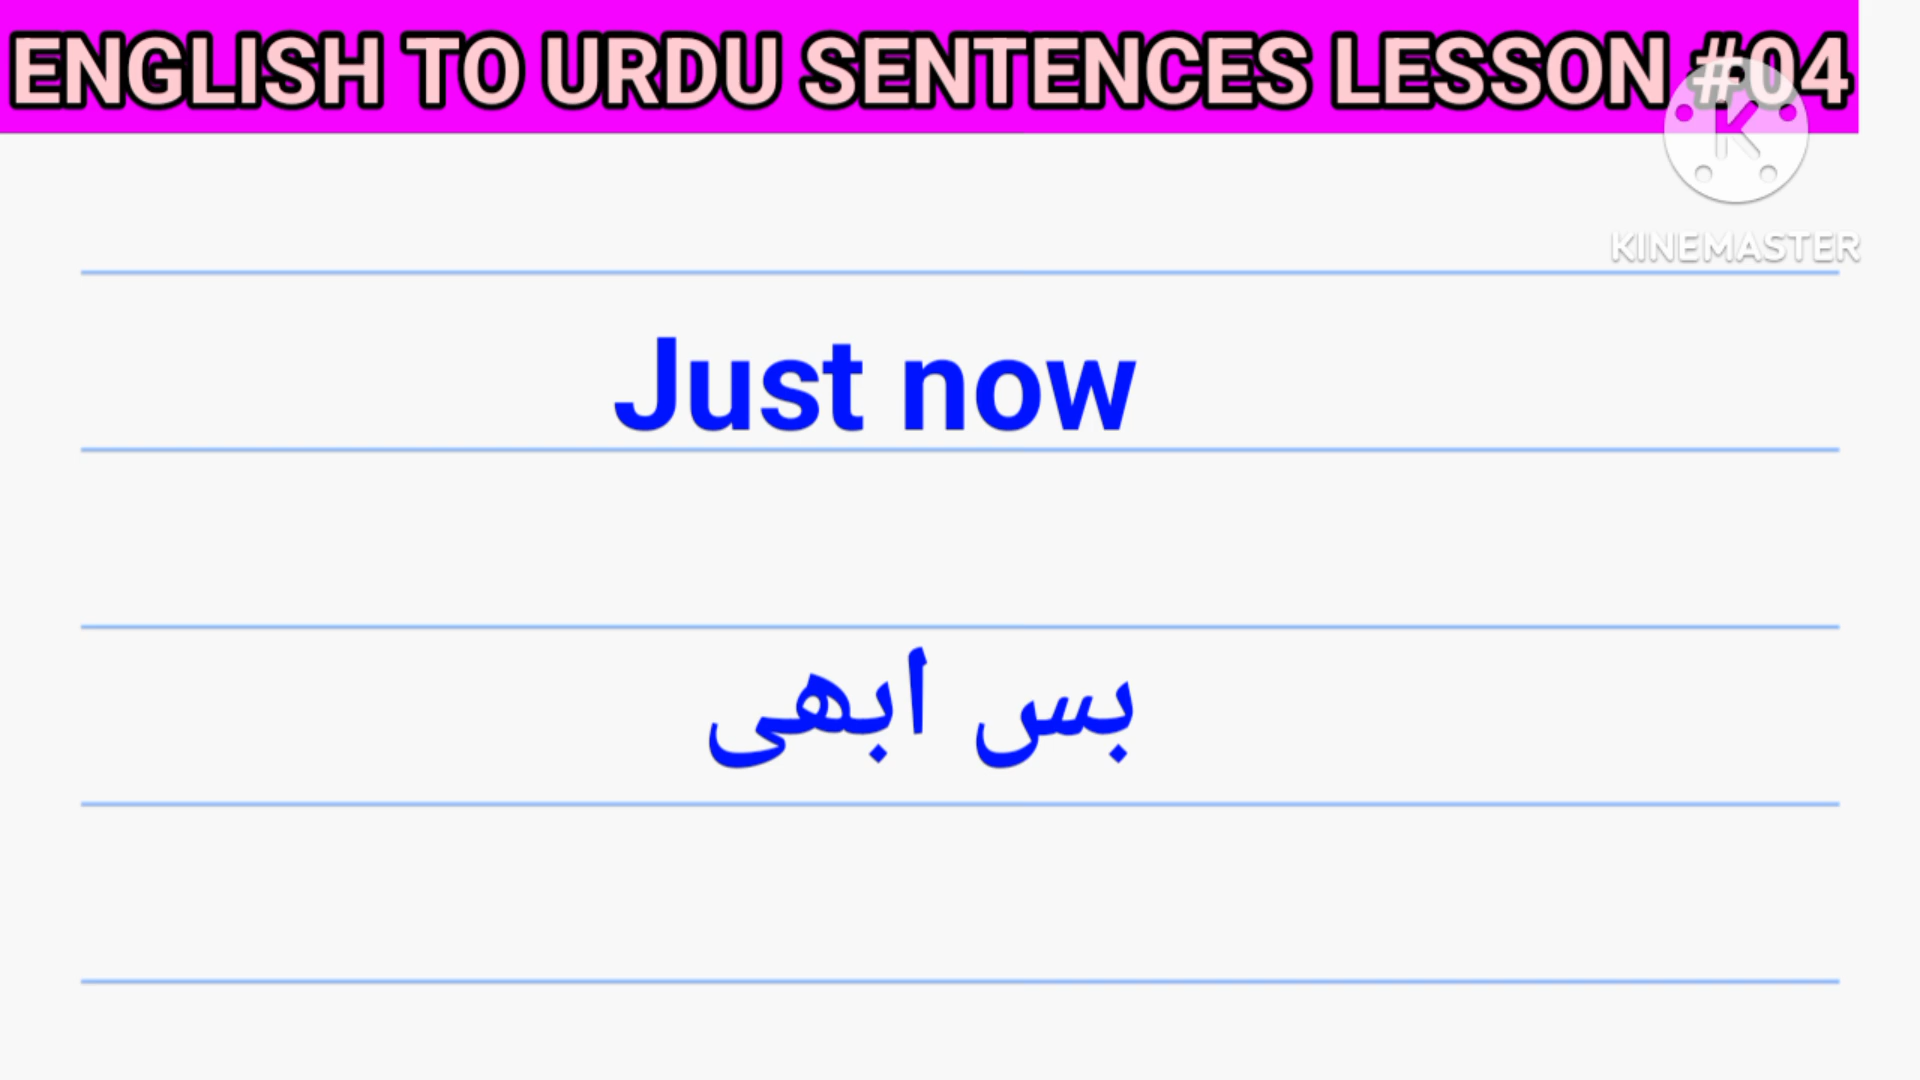 ENGLISH TO URDU SENTENCES LESSON #04
K
KINEMASTER
Just now
بس ابھی